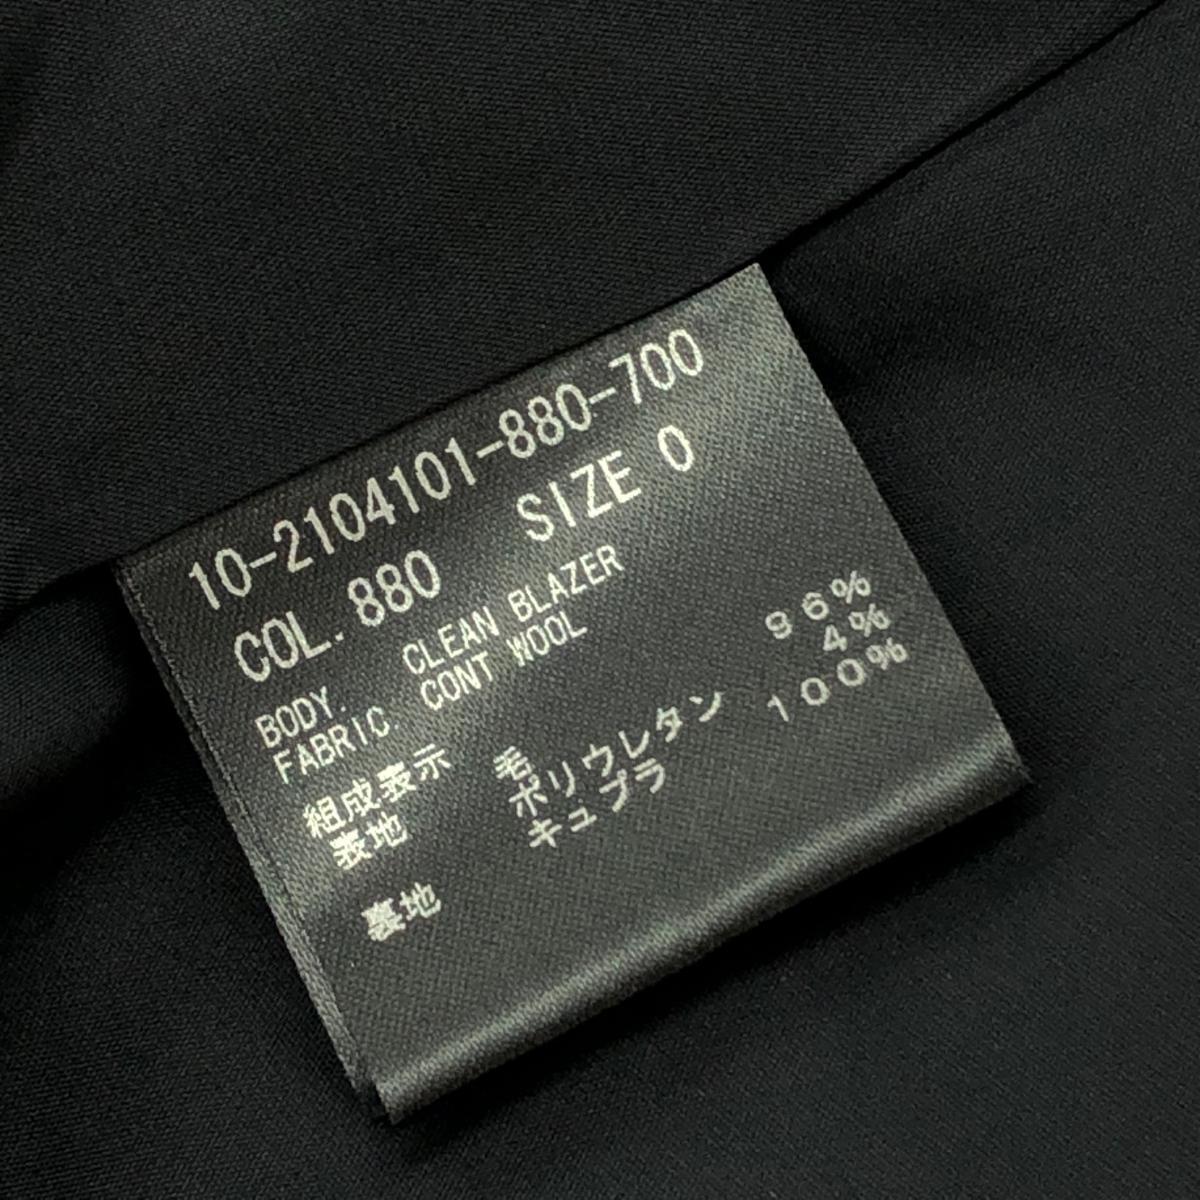 10-2104101-880-700
COL. 880 SIZE 0
BODY. CLEAN BLAZER
FABRIC. CONT WOOL
組成表示
表地 毛 96%
ポリウレタン 4%
裏地 キュプラ 100%